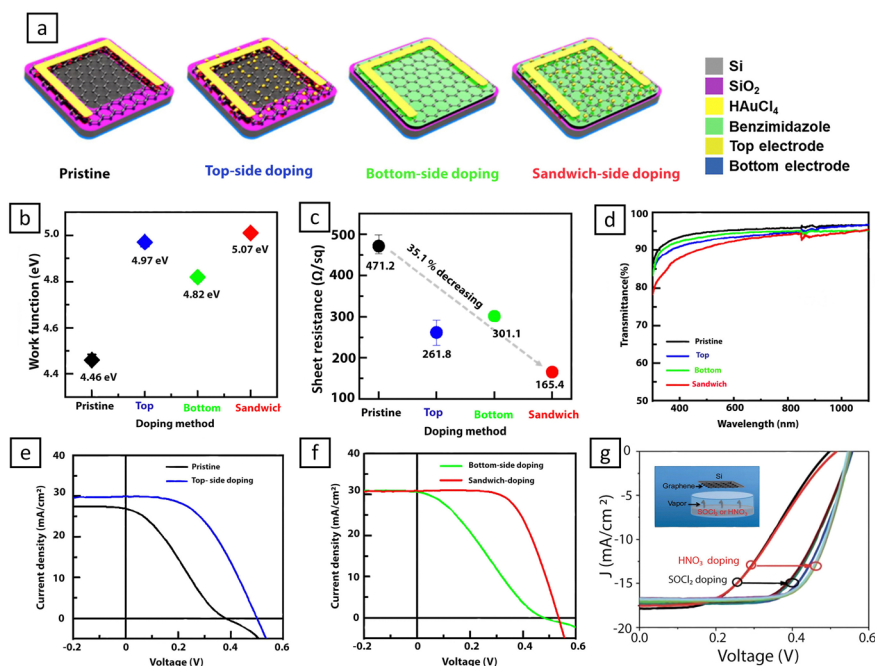 a
Pristine
Top-side doping
Bottom-side doping
Sandwich-side doping
Si
SiO₂
HAuCl₄
Benzimidazole
Top electrode
Bottom electrode
b
Work function (eV)
5.0
4.8
4.6
4.4
4.46 eV
4.97 eV
4.82 eV
5.07 eV
Pristine
Top
Bottom
Sandwich
Doping method
c
Sheet resistance (Ω/sq)
500
400
300
200
100
471.2
261.8
301.1
165.4
35.1 % decreasing
Pristine
Top
Bottom
Sandwich
Doping method
d
Transmittance(%)
100
90
80
70
60
50
Pristine
Top
Bottom
Sandwich
300
500
700
900
Wavelength (nm)
e
Current density (mA/cm²)
40
30
20
10
0
Pristine
Top- side doping
-0.2
0
0.2
0.4
0.6
Voltage (V)
f
Current density (mA/cm²)
40
30
20
10
0
Bottom-side doping
Sandwich-doping
-0.2
0
0.2
0.4
0.6
Voltage (V)
g
Si
Graphene
Vapor
SOCl₂ or HNO₃
HNO₃ doping
SOCl₂ doping
J (mA/cm²)
0
-5
-10
-15
-20
0.0
0.2
0.4
0.6
Voltage (V)